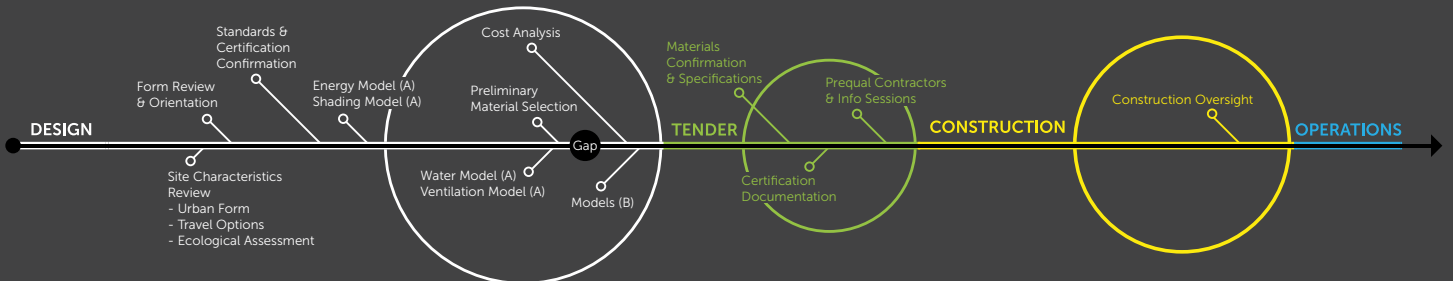 DESIGN
Form Review
& Orientation
Site Characteristics
Review
- Urban Form
- Travel Options
- Ecological Assessment
Standards &
Certification
Confirmation
Energy Model (A)
Shading Model (A)
Cost Analysis
Preliminary
Material Selection
Gap
Water Model (A)
Ventilation Model (A)
Models (B)
TENDER
Materials
Confirmation
& Specifications
Prequal Contractors
& Info Sessions
Certification
Documentation
CONSTRUCTION
Construction Oversight
OPERATIONS